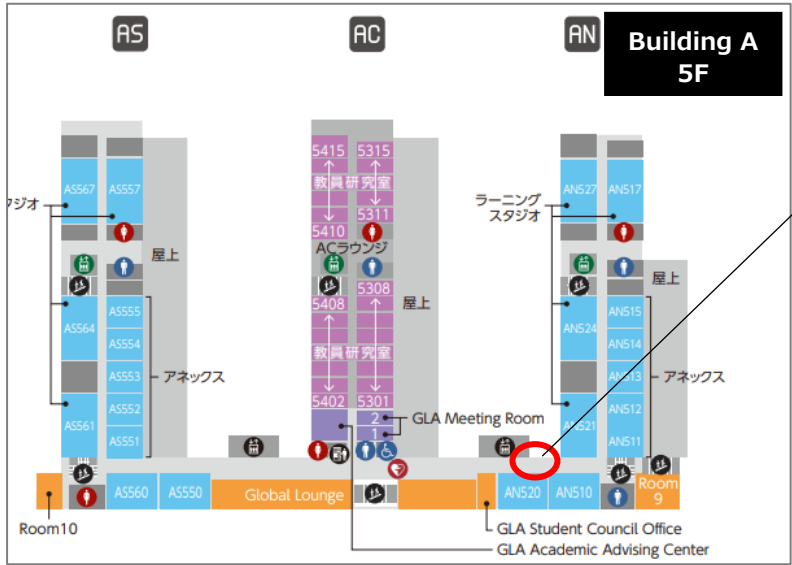 AS
AC
AN
Building A
5F
AS567
AS557
タジオ
屋上
AS564
AS555
AS554
AS553
AS552
AS551
アネックス
AS561
AS560
AS550
Room10
5415
5315
教員研究室
5311
5410
ACラウンジ
5308
5408
屋上
教員研究室
5402
5301
2
1
GLA Meeting Room
Global Lounge
GLA Student Council Office
GLA Academic Advising Center
ラーニング
スタジオ
AN527
AN517
屋上
AN524
AN515
AN514
AN513
AN512
AN511
アネックス
AN521
AN520
AN510
Room
9